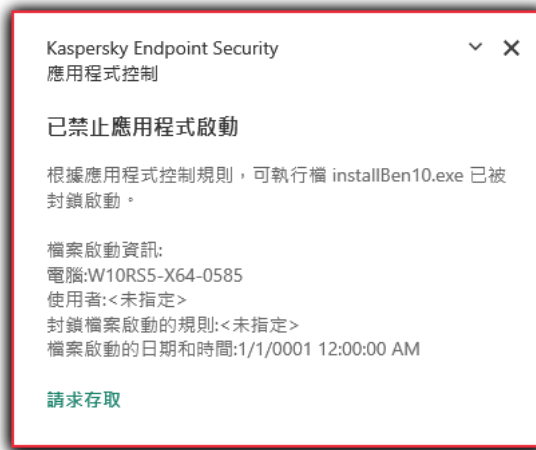 Kaspersky Endpoint Security
應用程式控制
已禁止應用程式啟動
根據應用程式控制規則，可執行檔 installBen10.exe 已被
封鎖啟動。
檔案啟動資訊:
電腦:W10RS5-X64-0585
使用者:<未指定>
封鎖檔案啟動的規則:<未指定>
檔案啟動的日期和時間:1/1/0001 12:00:00 AM
請求存取